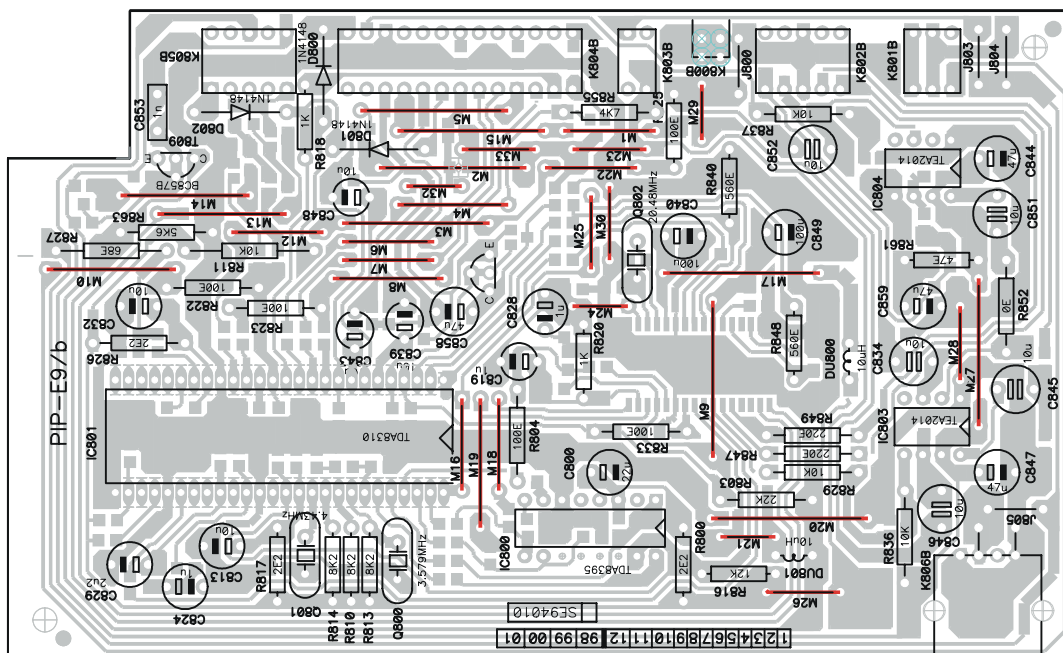 K805B
1N4148
D800
K804B
K803B
K800B
J800
K802B
K801B
J803
J804
C853
1n
D802
1N4148
1K
R818
1N4148
D801
M5
R855
4K7
100E
M29
10K
R837
T809
E
C
BC857B
M15
M1
M33
M23
M2
M22
M32
M4
R840
560E
C852
10u
IC804
TEA2014
47u
C844
M14
10u
C848
M3
M25
M30
Q802
20.48MHz
C840
100u
C849
100u
C851
10u
R863
5K6
M13
M12
R827
68E
R811
10K
M6
M7
M8
E
C
M17
R861
47E
M10
100E
R822
100E
R823
10u
C832
R826
2E2
C843
C839
C858
47u
C828
1u
M24
R820
1K
R848
560E
DU800
10uH
C859
47u
C834
10u
M28
M27
0E
R852
10u
C845
PIP-E9/b
IC801
TDA8310
C819
1u
M16
M19
M18
100E
R804
100E
R833
M9
R849
220E
R847
220E
10K
R829
IC803
TEA2014
C847
47n
C800
22u
R803
22K
M20
M21
10uH
DU801
R836
10K
10u
C846
J805
K806B
4.43MHz
10u
C813
2u2
C829
1u
C824
R817
2E2
Q801
8K2
8K2
8K2
R814
R810
R813
Q800
3.579MHz
IC800
TDA8395
R800
2E2
12K
R816
M26
SE94010
1 2 3 4 5 6 7 8 9 10 11 12 98 99 00 01